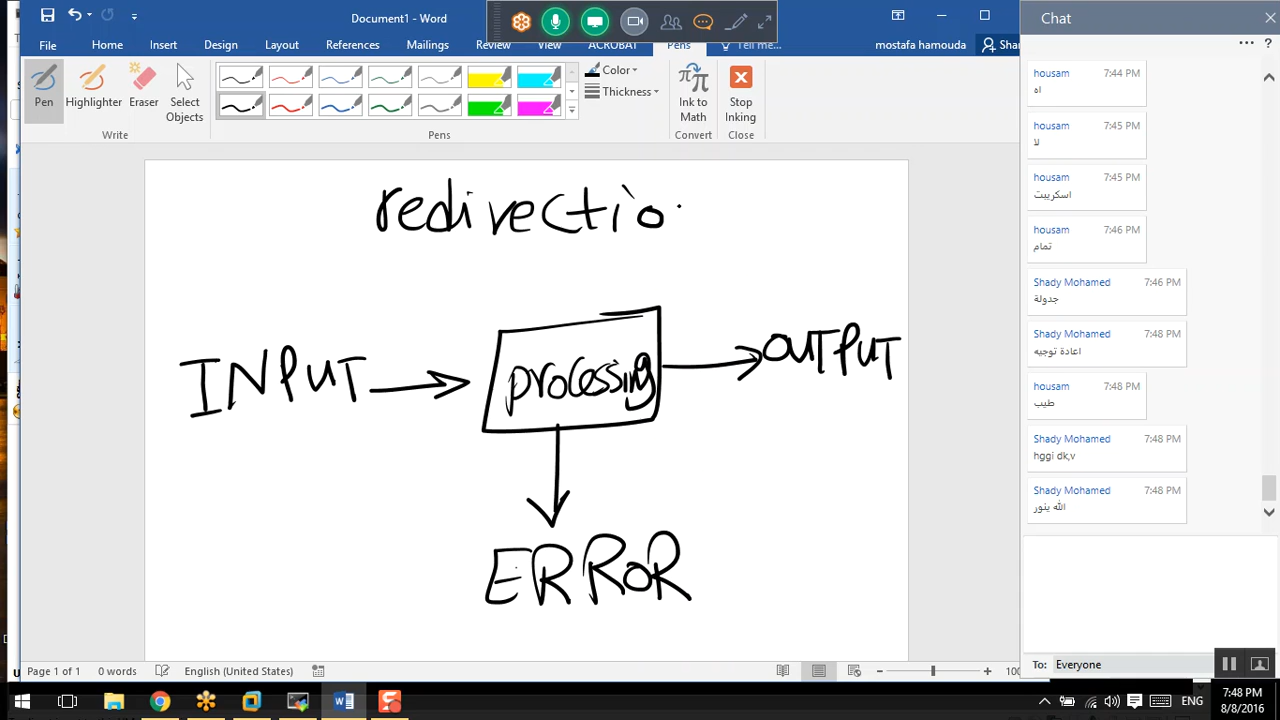 Document1 - Word
File Home Insert Design Layout References Mailings Review View ACROBAT Pens Tell me... mostafa hamouda
Pen Highlighter Eraser Select Objects
Color
Thickness
Ink to Math
Stop Inking
Write Pens Convert Close
redirectio
INPUT
processing
OUTPUT
ERROR
Chat
housam 7:44 PM
اه
housam 7:45 PM
لا
housam 7:45 PM
اسكريبت
housam 7:46 PM
تمام
Shady Mohamed 7:46 PM
جدولة
Shady Mohamed 7:48 PM
اعادة توجيه
housam 7:48 PM
طيب
Shady Mohamed 7:48 PM
hggi dk,v
Shady Mohamed 7:48 PM
الله ينور
To: Everyone
Page 1 of 1 0 words English (United States)
ENG
7:48 PM
8/8/2016